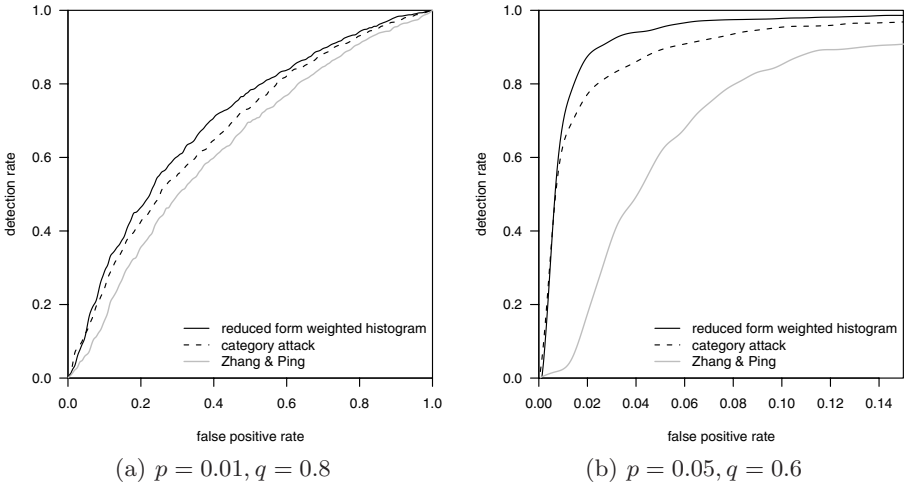 1.0
0.8
0.6
0.4
0.2
0.0
detection rate
reduced form weighted histogram
category attack
Zhang & Ping
0.0 0.2 0.4 0.6 0.8 1.0
false positive rate
(a) p = 0.01, q = 0.8
1.0
0.8
0.6
0.4
0.2
0.0
detection rate
reduced form weighted histogram
category attack
Zhang & Ping
0.00 0.02 0.04 0.06 0.08 0.10 0.12 0.14
false positive rate
(b) p = 0.05, q = 0.6